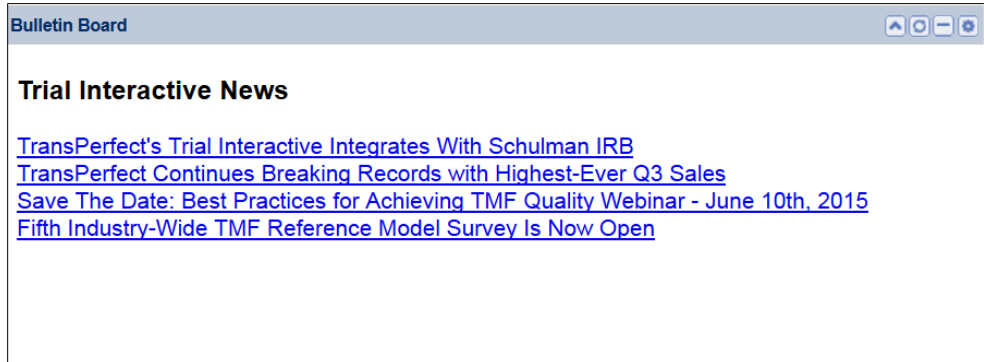 Bulletin Board
Trial Interactive News
TransPerfect's Trial Interactive Integrates With Schulman IRB
TransPerfect Continues Breaking Records with Highest-Ever Q3 Sales
Save The Date: Best Practices for Achieving TMF Quality Webinar - June 10th, 2015
Fifth Industry-Wide TMF Reference Model Survey Is Now Open